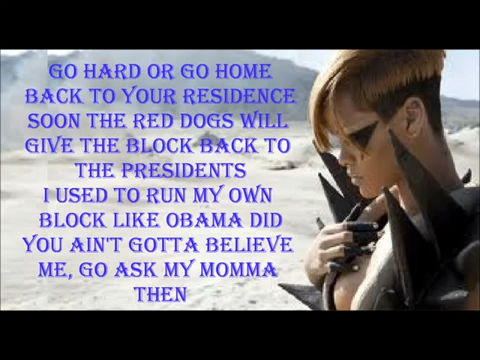 GO HARD OR GO HOME
BACK TO YOUR RESIDENCE
SOON THE RED DOGS WILL
GIVE THE BLOCK BACK TO
THE PRESIDENTS
I USED TO RUN MY OWN
BLOCK LIKE OBAMA DID
YOU AIN'T GOTTA BELIEVE
ME, GO ASK MY MOMMA
THEN